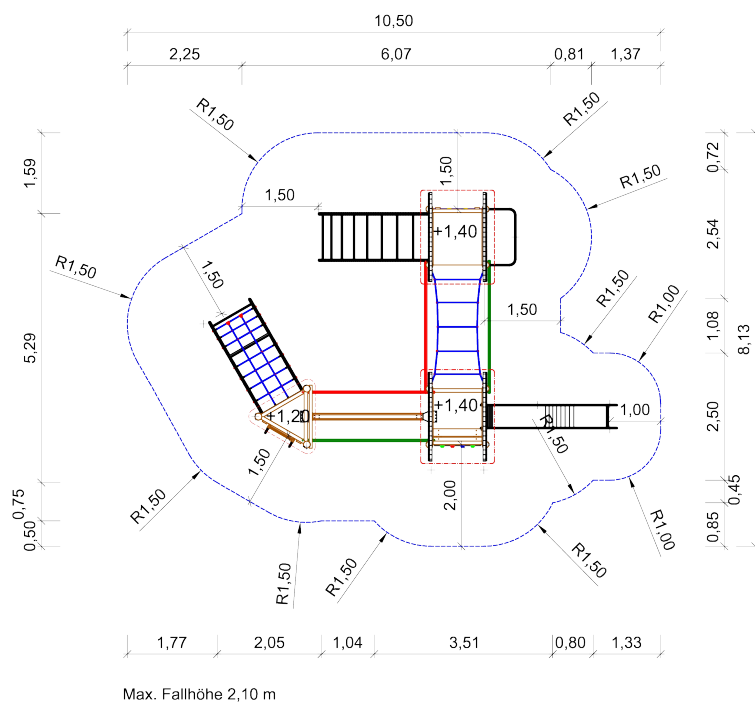 10,50
2,25 6,07 0,81 1,37
R1,50
R1,50
1,59
1,50
0,72
R1,50
1,50
+1,40
2,54
R1,50
1,50
R1,50
R1,00
1,50
1,08
8,13
5,29
+1,20
+1,40
1,00
2,50
R1,50
1,50
2,00
0,45
0,75
R1,50
0,50
R1,50
R1,50
R1,50
R1,00
0,85
1,77 2,05 1,04 3,51 0,80 1,33
Max. Fallhöhe 2,10 m